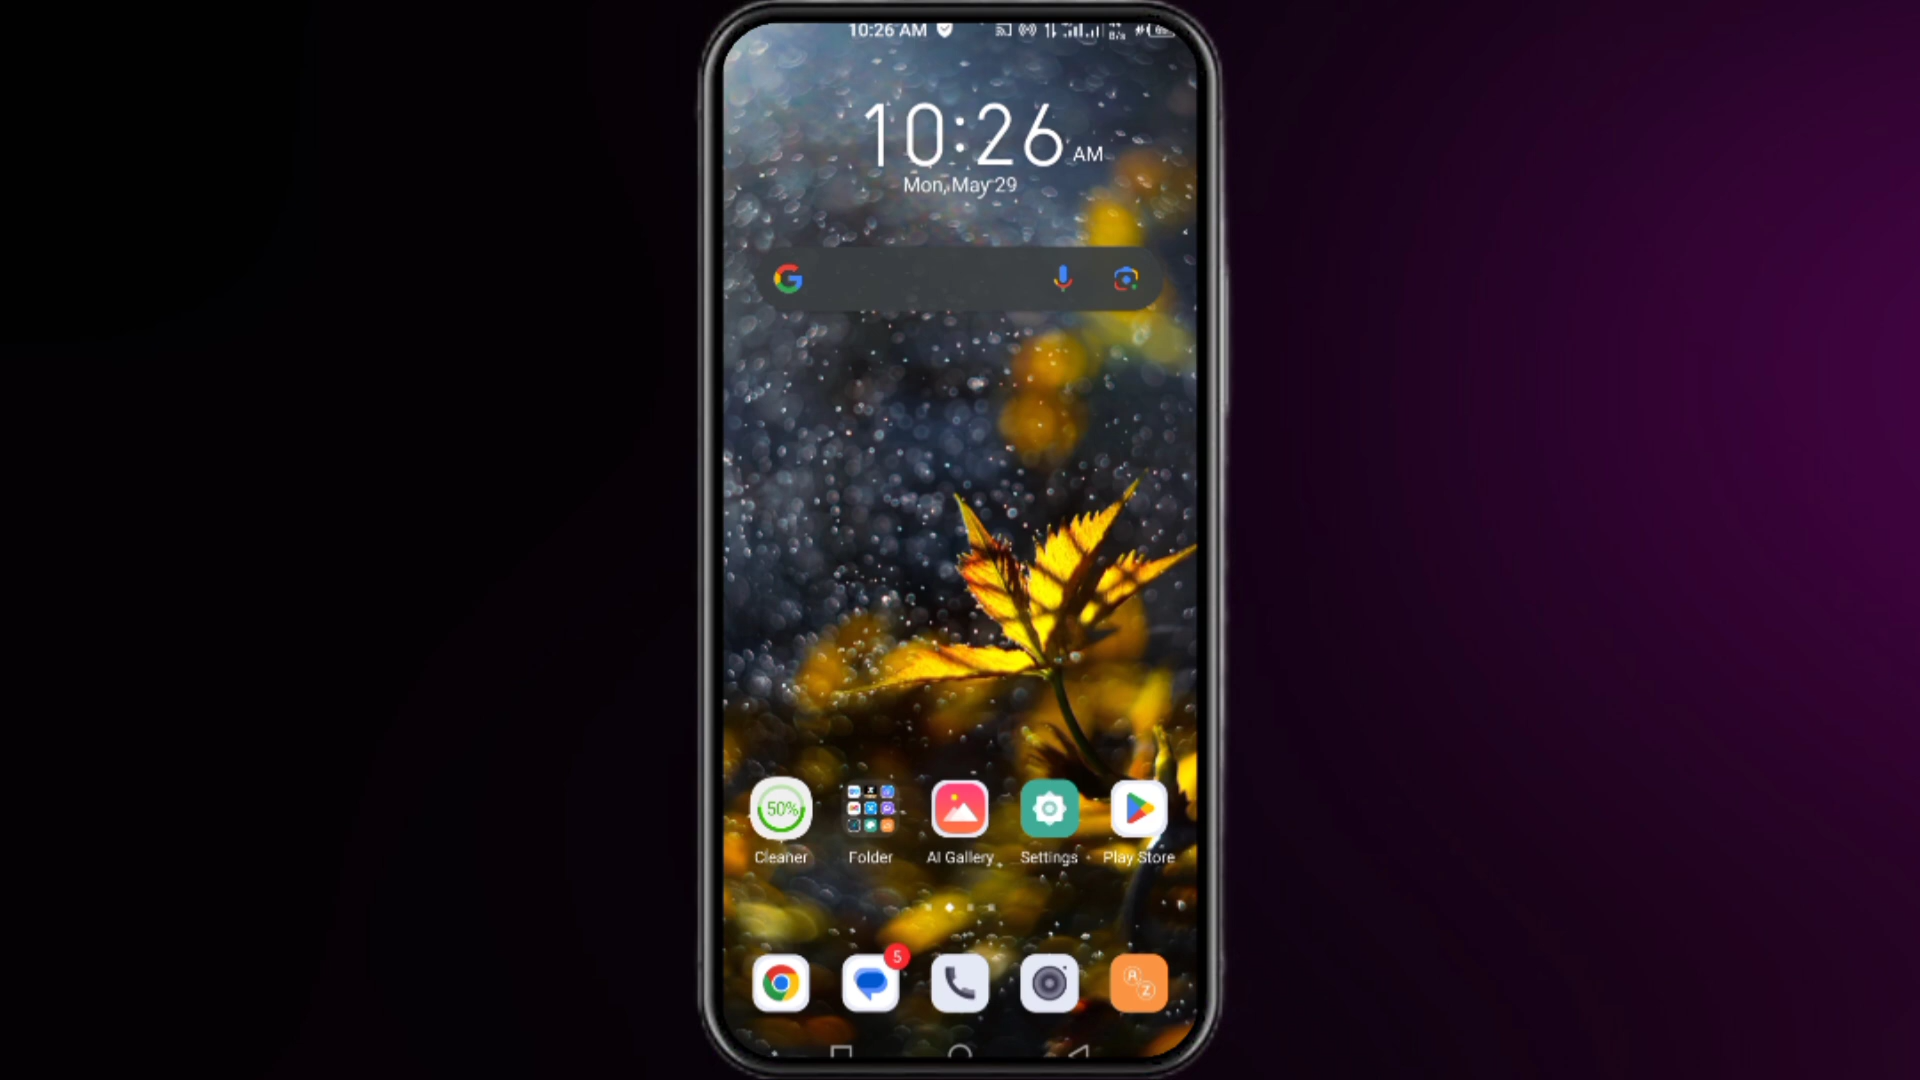 10:26 AM
10:26 AM
Mon, May 29
50%
Cleaner
Folder
AI Gallery
Settings
Play Store
5
A
Z